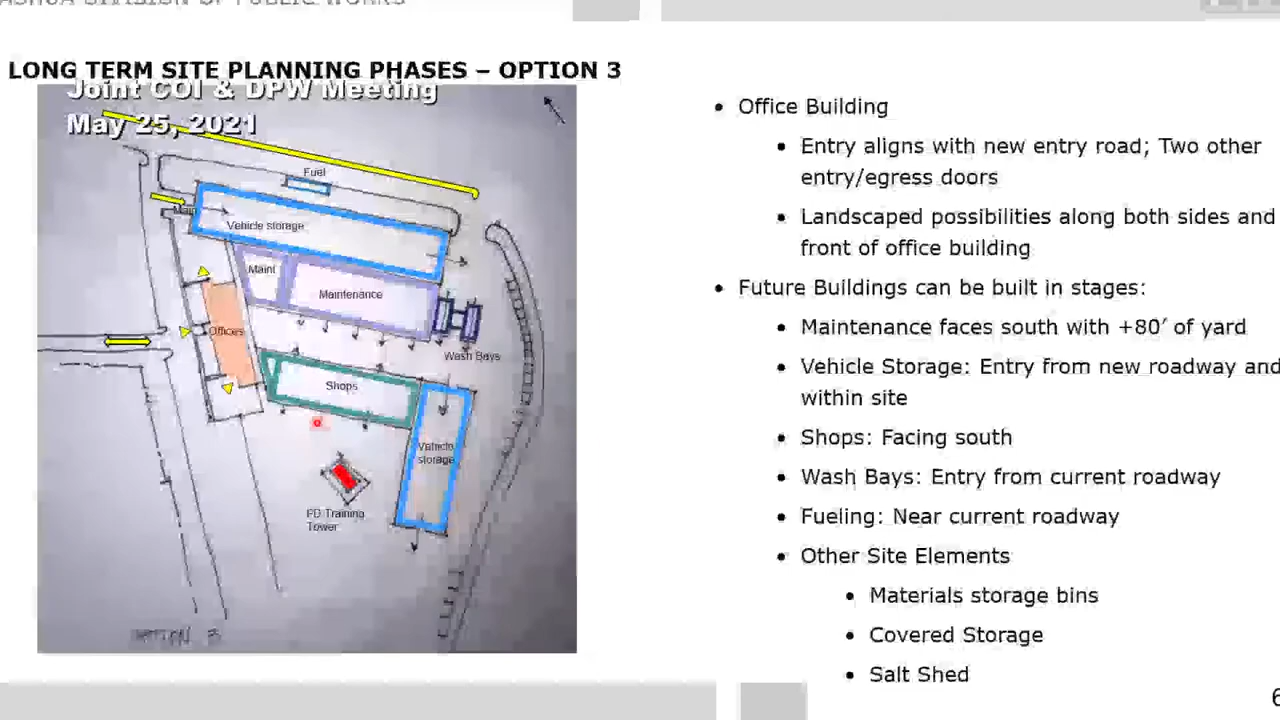 LONG TERM SITE PLANNING PHASES – OPTION 3
Joint COI & DPW Meeting
May 25, 2021
Fuel
Main
Vehicle storage
Maint
Maintenance
Offices
Wash Bays
Shops
Vehicle
storage
PD Training
Tower
OPTION 3
• Office Building
• Entry aligns with new entry road; Two other
entry/egress doors
• Landscaped possibilities along both sides and
front of office building
• Future Buildings can be built in stages:
• Maintenance faces south with +80’ of yard
• Vehicle Storage: Entry from new roadway and
within site
• Shops: Facing south
• Wash Bays: Entry from current roadway
• Fueling: Near current roadway
• Other Site Elements
• Materials storage bins
• Covered Storage
• Salt Shed